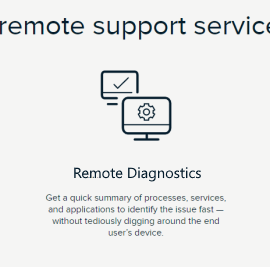 remote support service
Remote Diagnostics
Get a quick summary of processes, services,
and applications to identify the issue fast —
without tediously digging around the end
user's device.